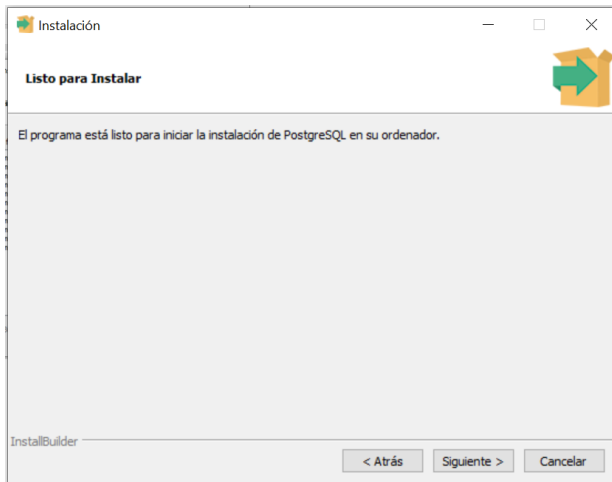 Instalación
Listo para Instalar
El programa está listo para iniciar la instalación de PostgreSQL en su ordenador.
InstallBuilder
< Atrás
Siguiente >
Cancelar